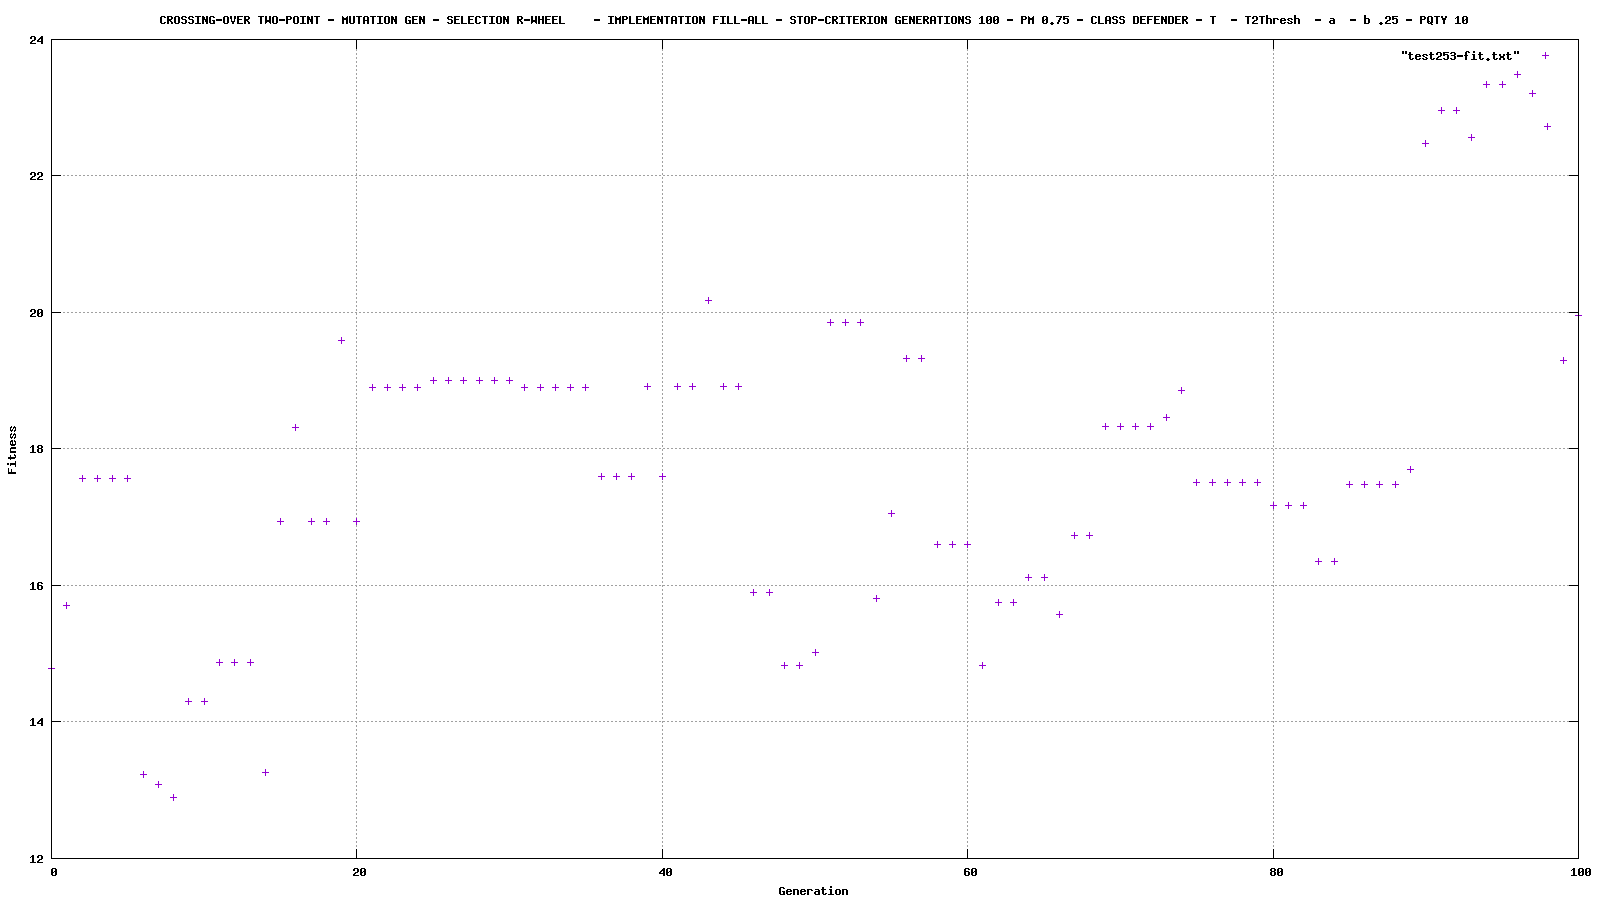 CROSSING-OVER TWO-POINT - MUTATION GEN - SELECTION R-WHEEL    - IMPLEMENTATION FILL-ALL - STOP-CRITERION GENERATIONS 100 - PM 0.75 - CLASS DEFENDER - T  - T2Thresh  - a  - b .25 - PQTY 10
"test253-fit.txt"
24
22
20
18
16
14
12
Fitness
0 20 40 60 80 100
Generation